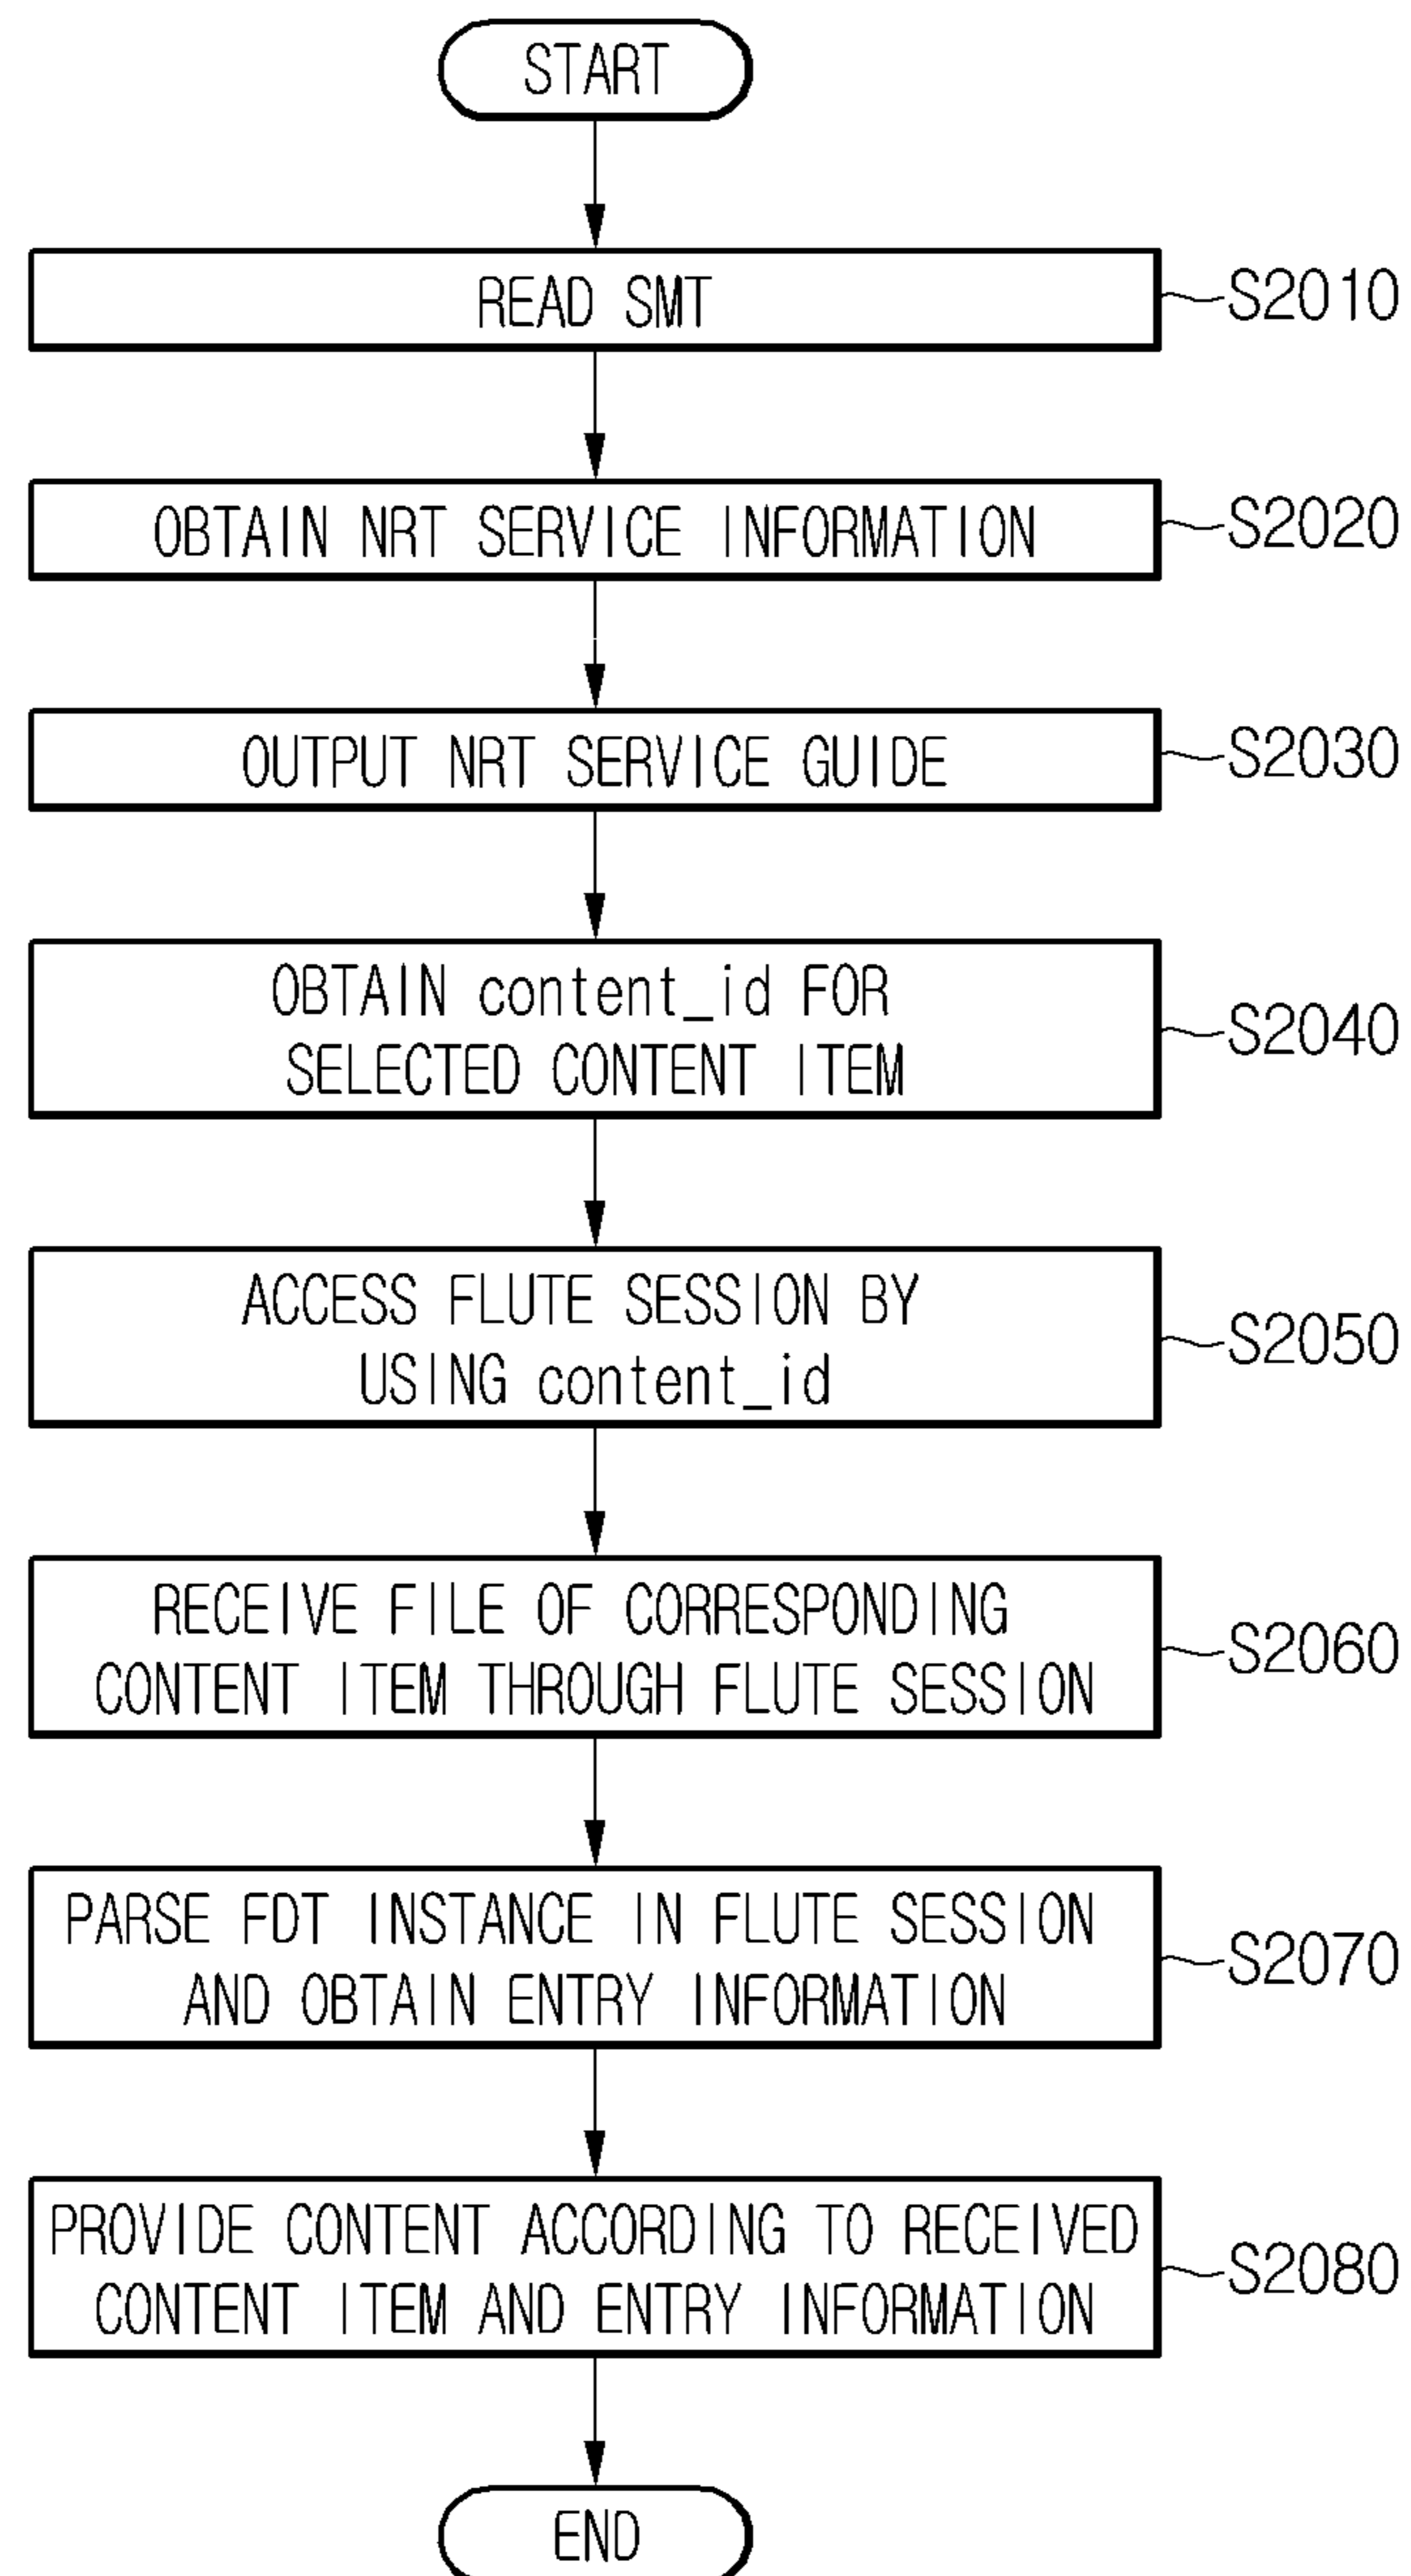 START
READ SMT
S2010
OBTAIN NRT SERVICE INFORMATION
S2020
OUTPUT NRT SERVICE GUIDE
S2030
OBTAIN content_id FOR
SELECTED CONTENT ITEM
S2040
ACCESS FLUTE SESSION BY
USING content_id
S2050
RECEIVE FILE OF CORRESPONDING
CONTENT ITEM THROUGH FLUTE SESSION
S2060
PARSE FDT INSTANCE IN FLUTE SESSION
AND OBTAIN ENTRY INFORMATION
S2070
PROVIDE CONTENT ACCORDING TO RECEIVED
CONTENT ITEM AND ENTRY INFORMATION
S2080
END